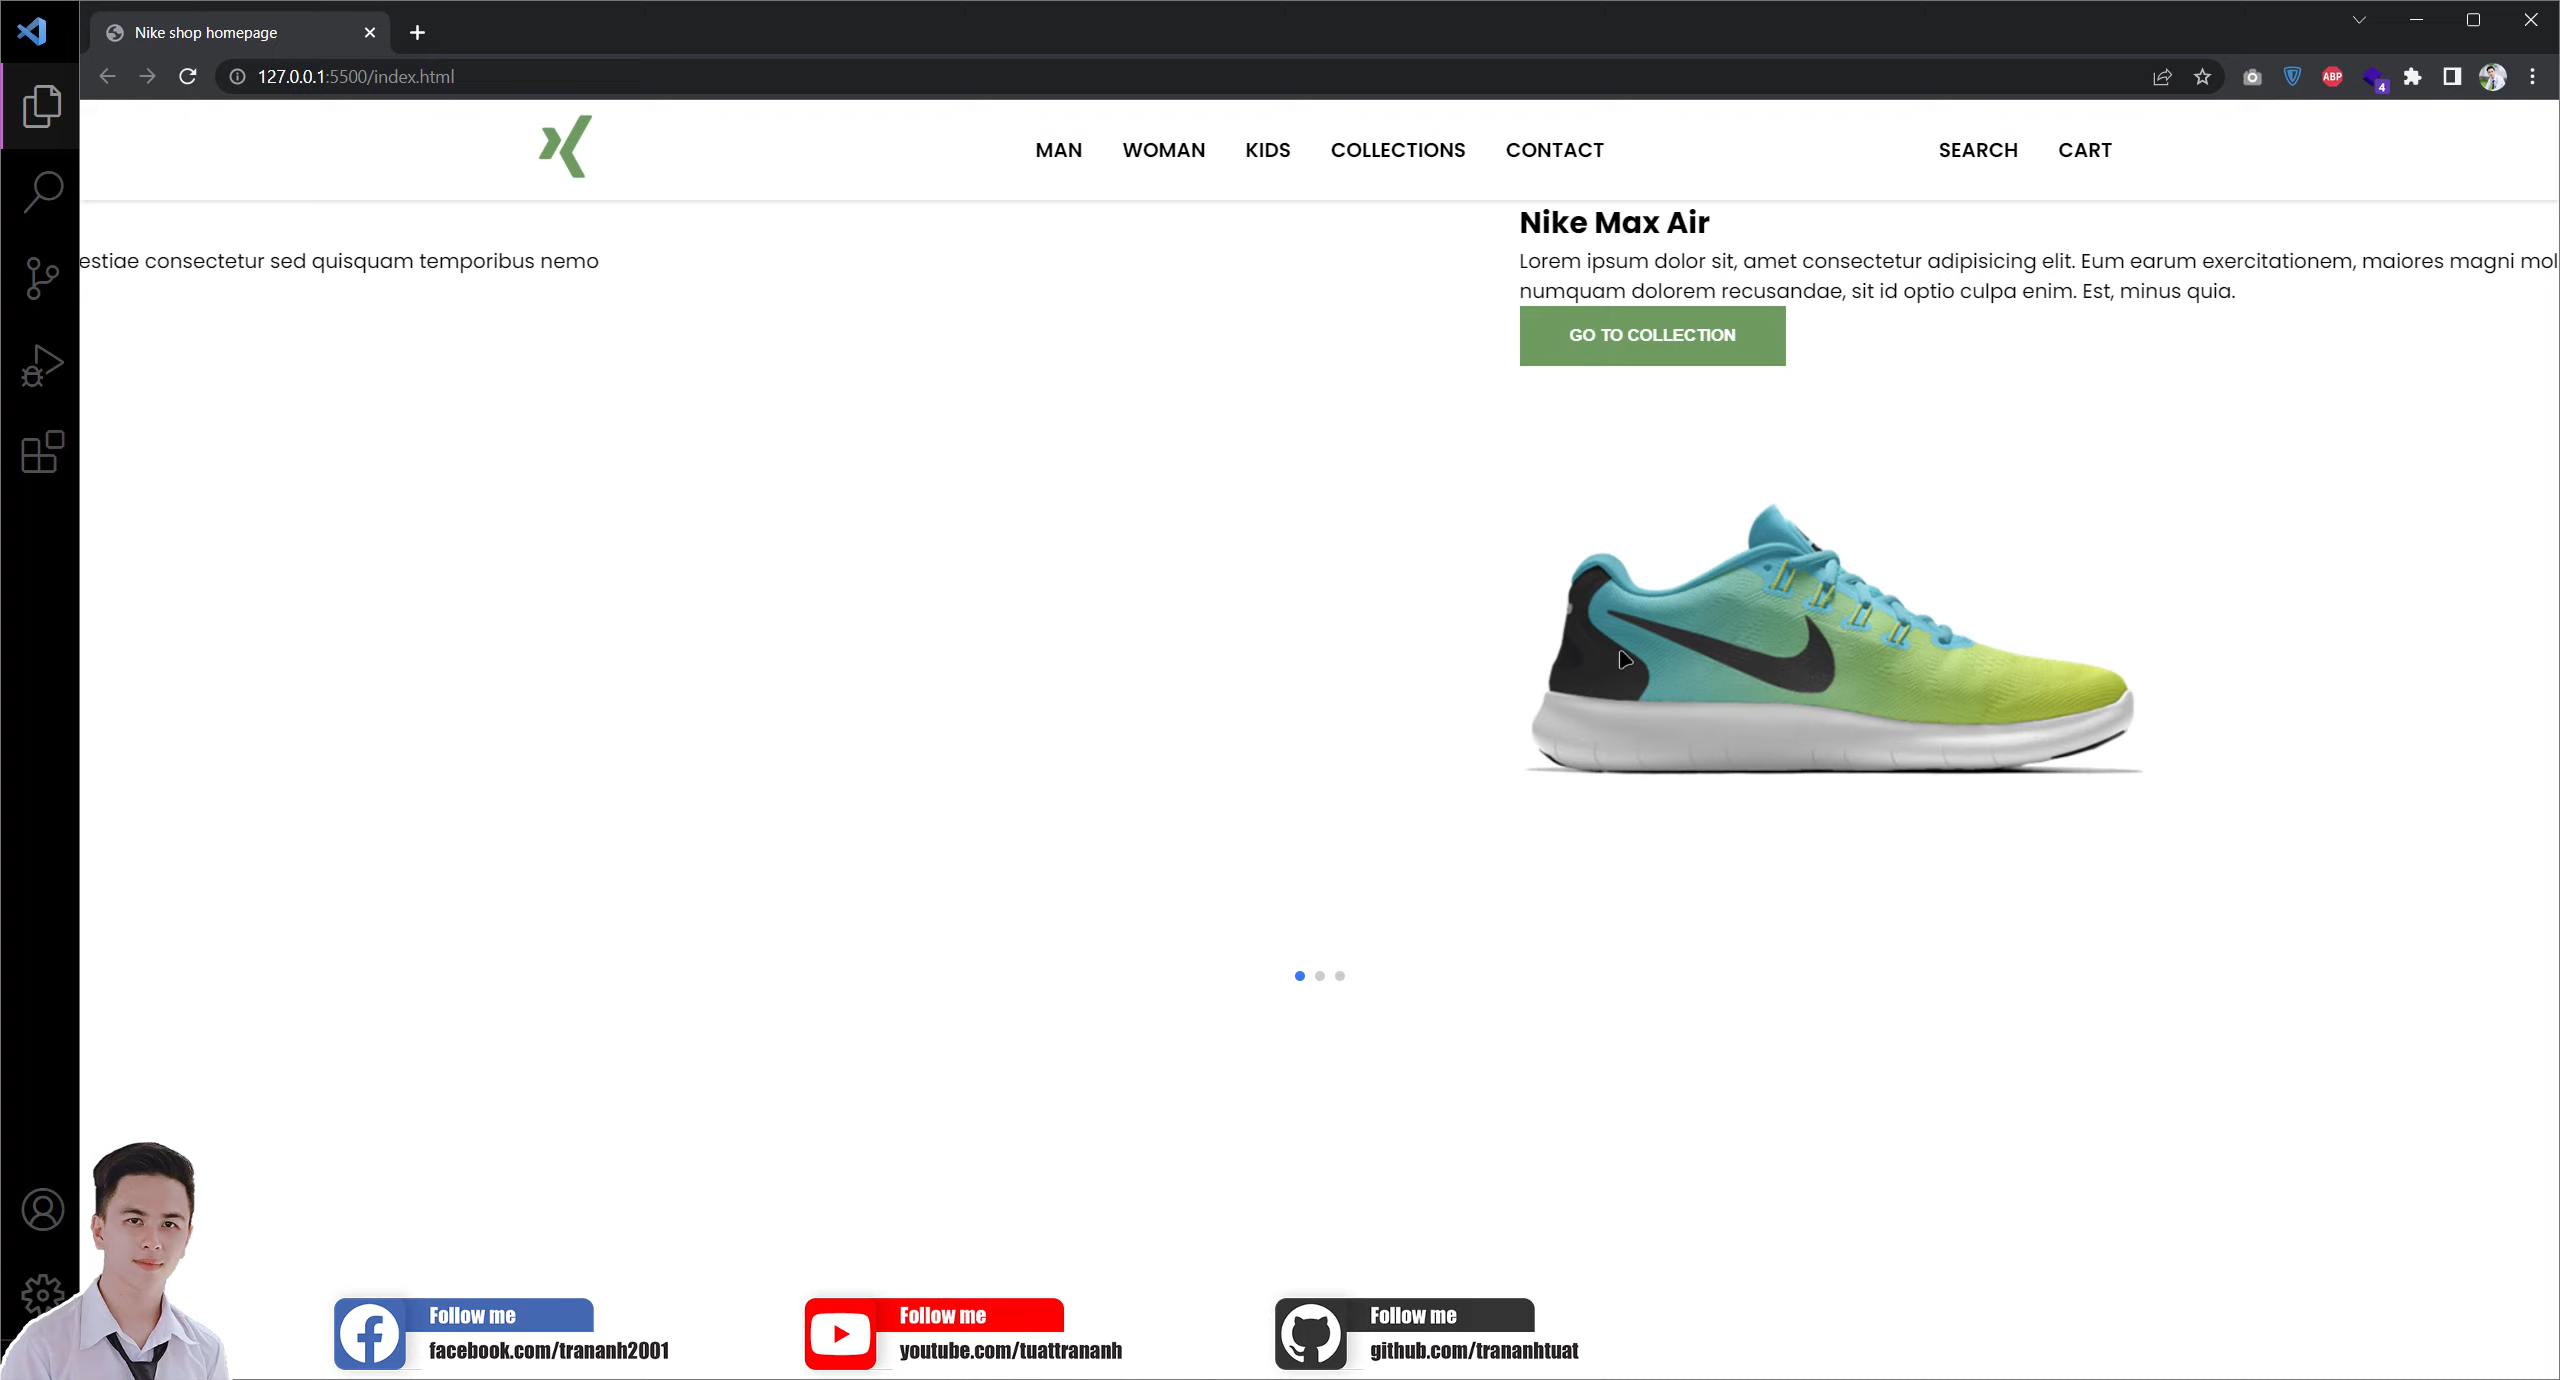 Nike shop homepage
127.0.0.1:5500/index.html
ABP
4
MAN WOMAN KIDS COLLECTIONS CONTACT SEARCH CART
Nike Max Air
estiae consectetur sed quisquam temporibus nemo
Lorem ipsum dolor sit, amet consectetur adipisicing elit. Eum earum exercitationem, maiores magni mol
numquam dolorem recusandae, sit id optio culpa enim. Est, minus quia.
GO TO COLLECTION
Follow me
facebook.com/trananh2001
Follow me
youtube.com/tuattrananh
Follow me
github.com/trananhtuat